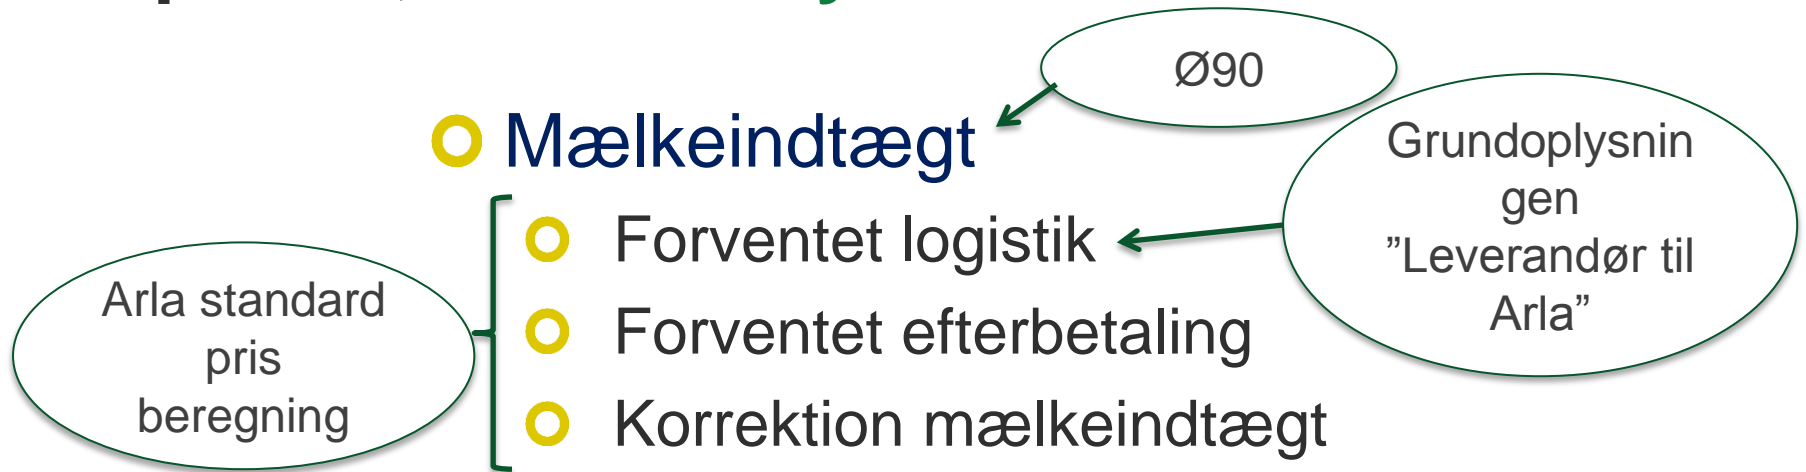 Ø90
Mælkeindtægt
Grundoplysnin
gen
”Leverandør til
Arla”
Forventet logistik
Arla standard
pris
beregning
Forventet efterbetaling
Korrektion mælkeindtægt